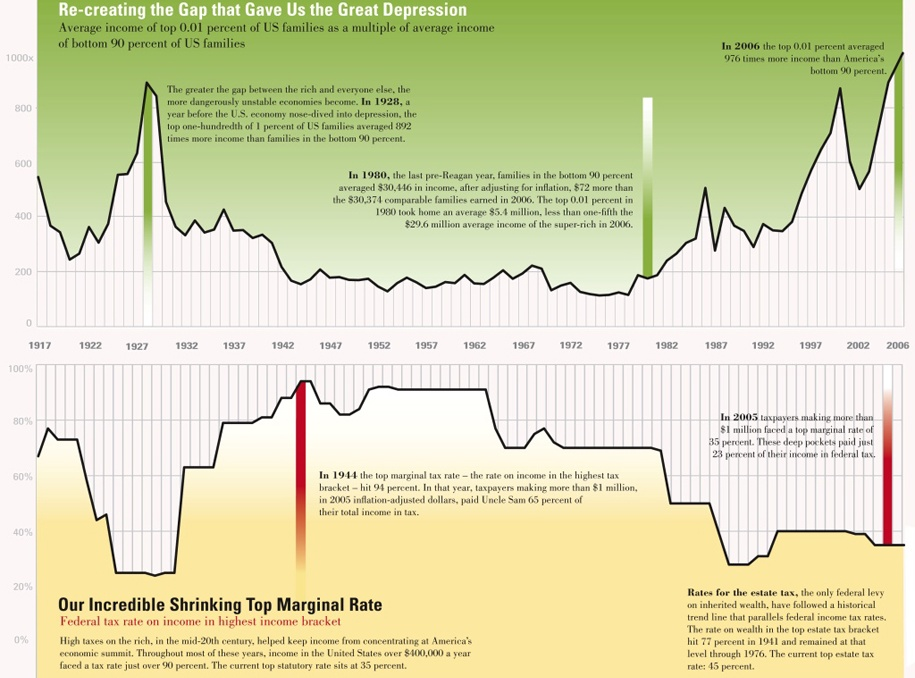 Re-creating the Gap that Gave Us the Great Depression
Average income of top 0.01 percent of US families as a multiple of average income
of bottom 90 percent of US families
1000x
800
600
400
200
0
The greater the gap between the rich and everyone else, the
more dangerously unstable economies become. In 1928, a
year before the U.S. economy nose-dived into depression, the
top one-hundredth of 1 percent of US families averaged 892
times more income than families in the bottom 90 percent.
In 1980, the last pre-Reagan year, families in the bottom 90 percent
averaged $30,446 in income, after adjusting for inflation, $72 more than
the $30,374 comparable families earned in 2006. The top 0.01 percent in
1980 took home an average $5.4 million, less than one-fifth the
$29.6 million average income of the super-rich in 2006.
In 2006 the top 0.01 percent averaged
976 times more income than America's
bottom 90 percent.
1917 1922 1927 1932 1937 1942 1947 1952 1957 1962 1967 1972 1977 1982 1987 1992 1997 2002 2006
100%
80%
60%
40%
20%
0%
In 1944 the top marginal tax rate – the rate on income in the highest tax
bracket – hit 94 percent. In that year, taxpayers making more than $1 million,
in 2005 inflation-adjusted dollars, paid Uncle Sam 65 percent of
their total income in tax.
In 2005 taxpayers making more than
$1 million faced a top marginal rate of
35 percent. These deep pockets paid just
23 percent of their income in federal tax.
Our Incredible Shrinking Top Marginal Rate
Federal tax rate on income in highest income bracket
High taxes on the rich, in the mid-20th century, helped keep income from concentrating at America's
economic summit. Throughout most of these years, income in the United States over $400,000 a year
faced a tax rate just over 90 percent. The current top statutory rate sits at 35 percent.
Rates for the estate tax, the only federal levy
on inherited wealth, have followed a historical
trend line that parallels federal income tax rates.
The rate on wealth in the top estate tax bracket
hit 77 percent in 1941 and remained at that
level through 1976. The current top estate tax
rate: 45 percent.